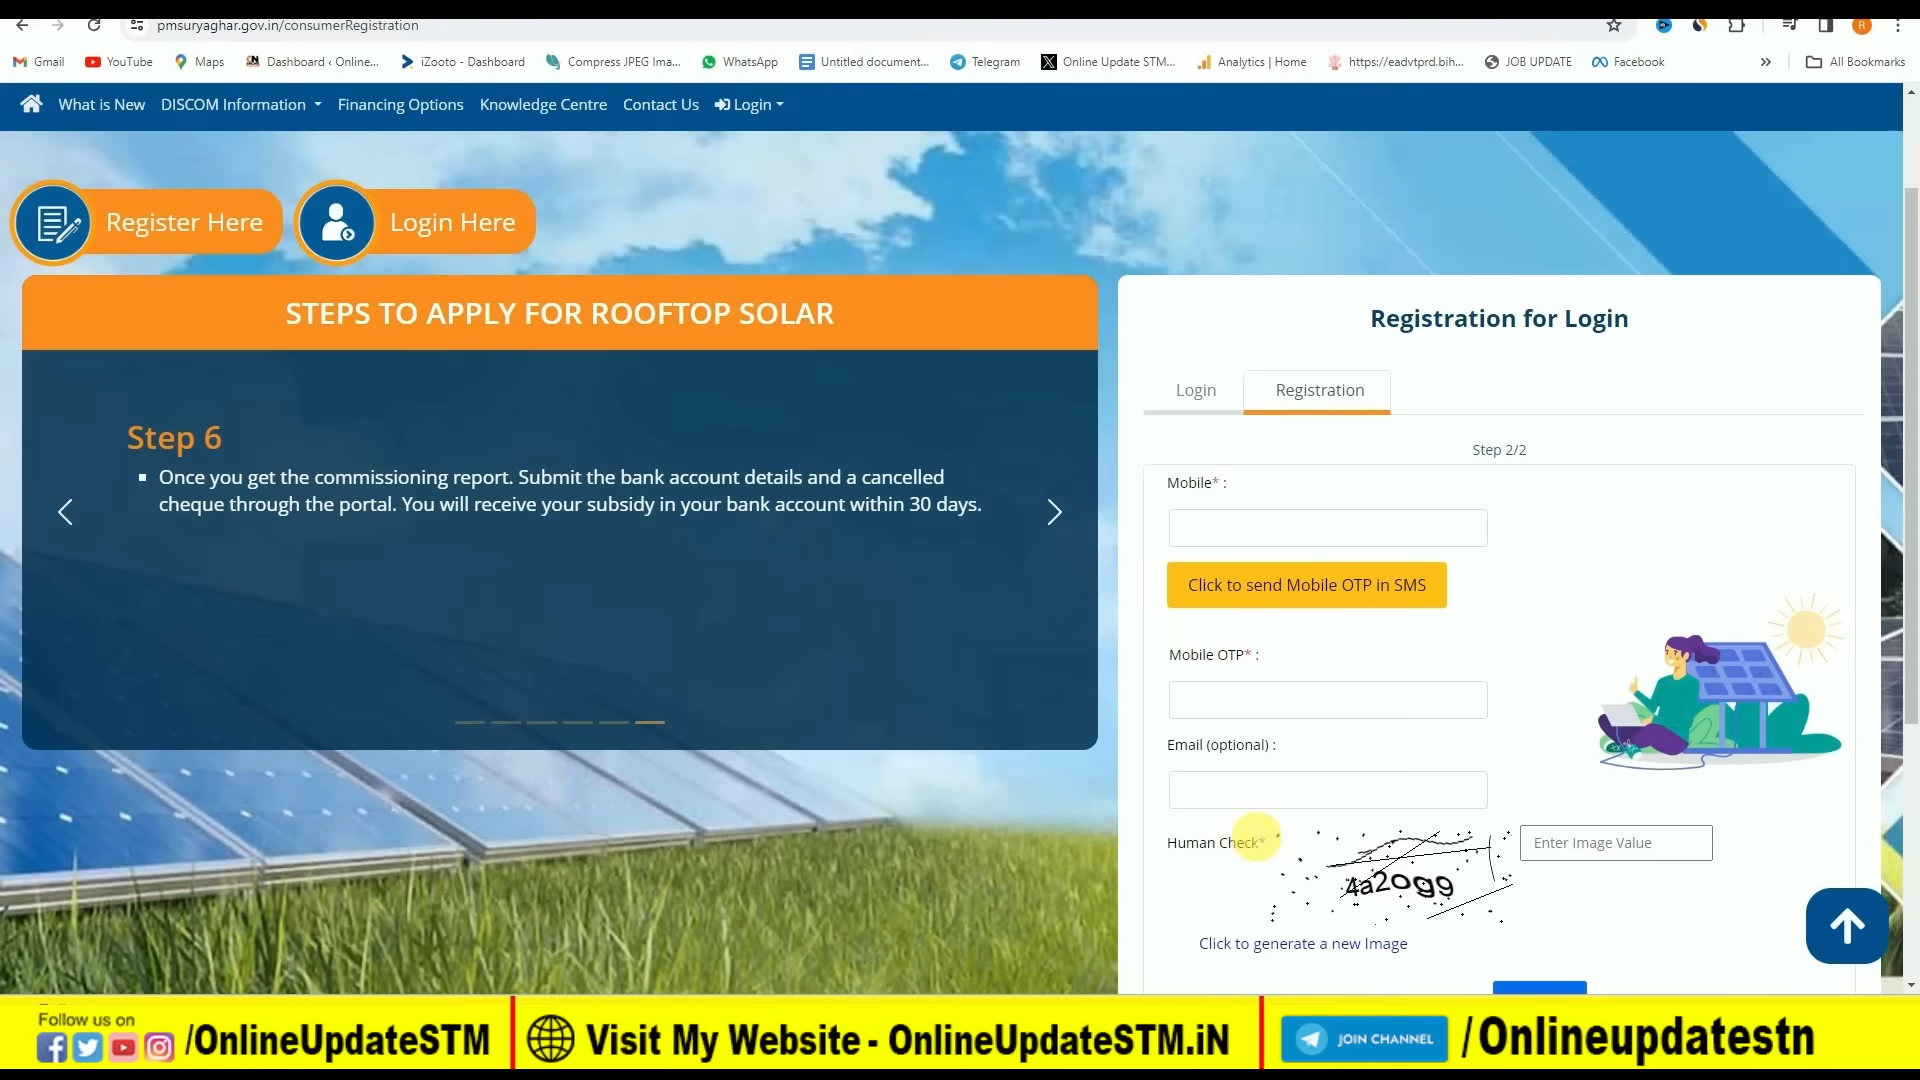 pmsuryaghar.gov.in/consumerRegistration
R
Gmail YouTube Maps Dashboard ‹ Online... iZooto - Dashboard Compress JPEG Ima... WhatsApp Untitled document... Telegram Online Update STM... Analytics | Home https://eadvtprd.bih... JOB UPDATE Facebook » All Bookmarks
What is New DISCOM Information Financing Options Knowledge Centre Contact Us Login
Register Here Login Here
STEPS TO APPLY FOR ROOFTOP SOLAR
Step 6
Once you get the commissioning report. Submit the bank account details and a cancelled
cheque through the portal. You will receive your subsidy in your bank account within 30 days.
Registration for Login
Login Registration
Step 2/2
Mobile* :
Click to send Mobile OTP in SMS
Mobile OTP* :
Email (optional) :
Human Check* Enter Image Value
4a2og9
Click to generate a new Image
Follow us on
/OnlineUpdateSTM
Visit My Website - OnlineUpdateSTM.iN
JOIN CHANNEL /Onlineupdatestn